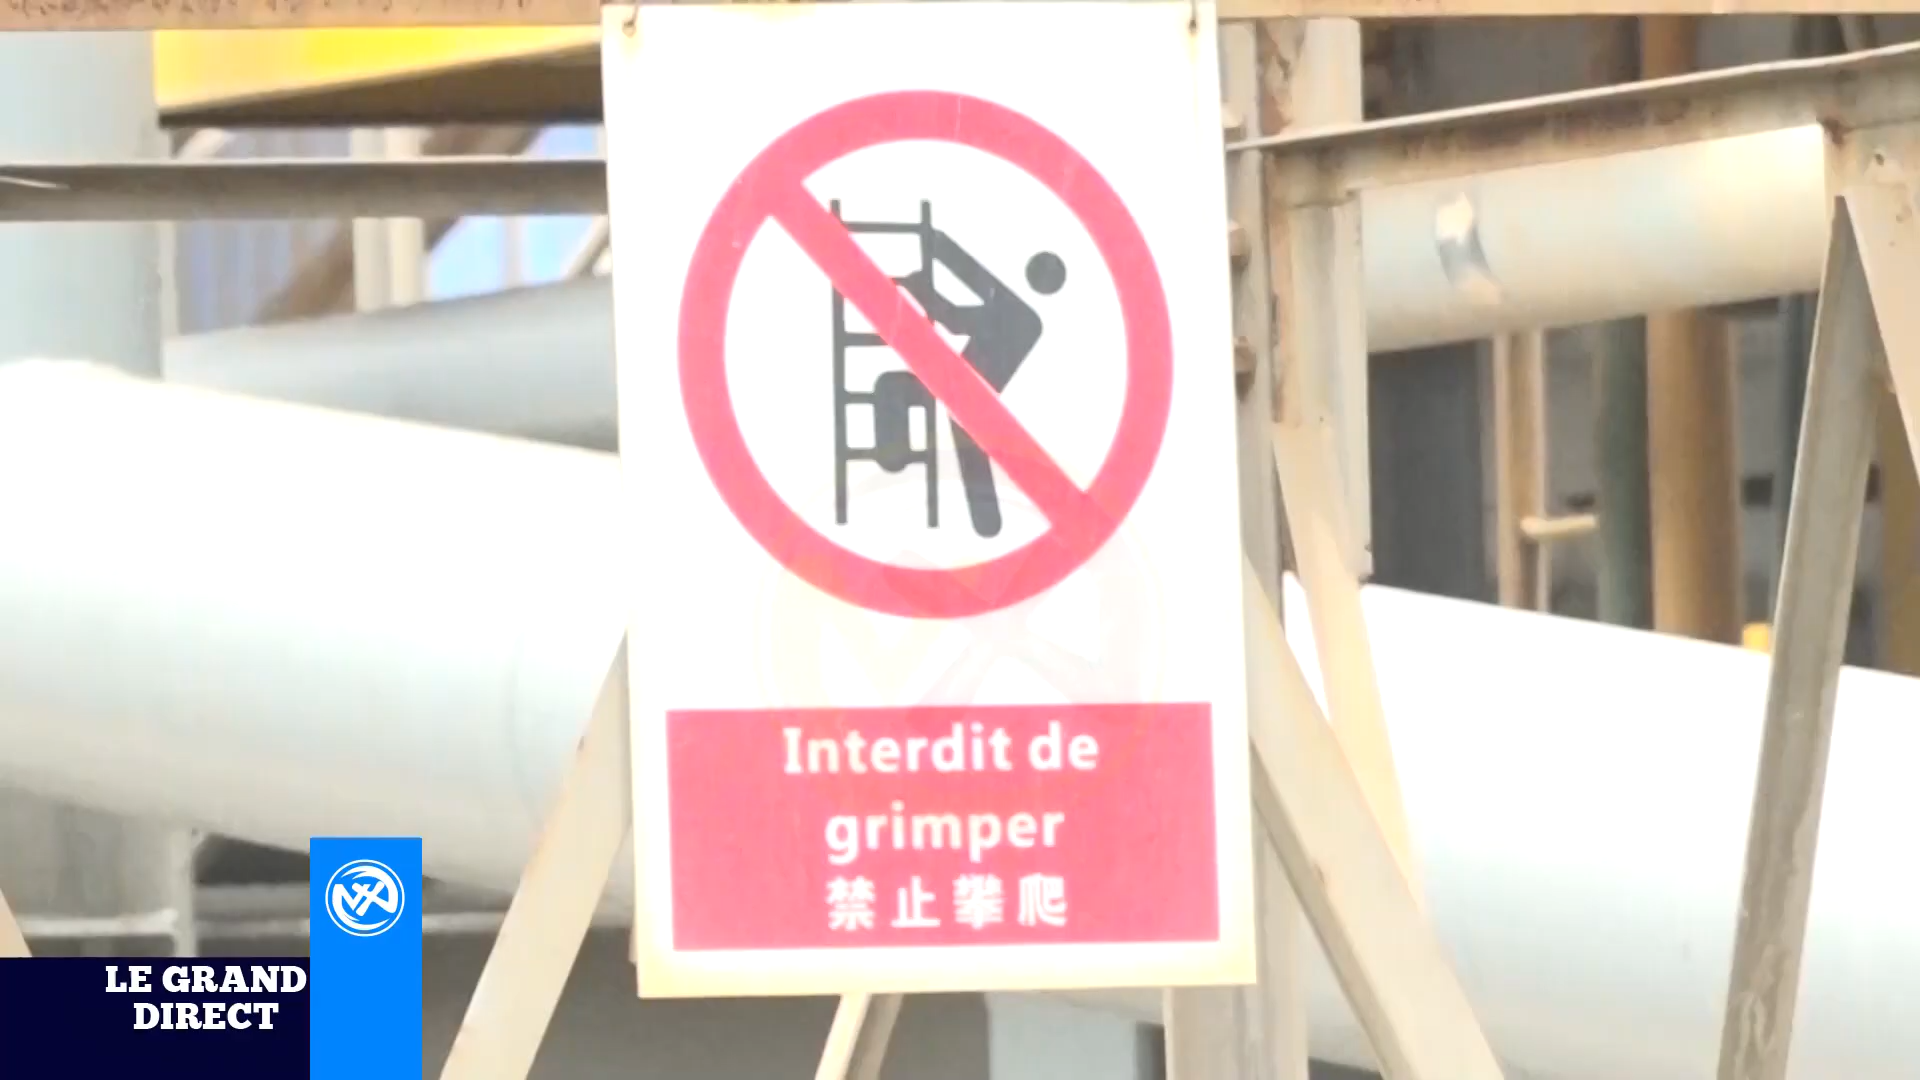 Interdit de
grimper
禁止攀爬
LE GRAND
DIRECT